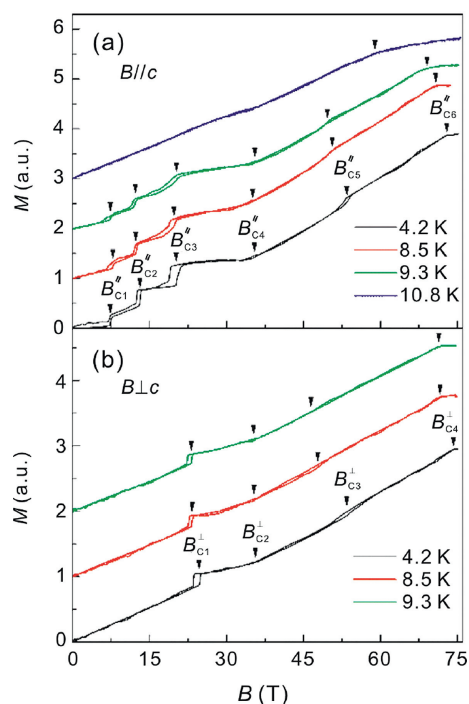 (a)
B//c
M (a.u.)
6
5
4
3
2
1
0
B∥C1
B∥C2
B∥C3
B∥C4
B∥C5
B∥C6
4.2 K
8.5 K
9.3 K
10.8 K
(b)
B⊥c
M (a.u.)
4
3
2
1
0
B⊥C1
B⊥C2
B⊥C3
B⊥C4
4.2 K
8.5 K
9.3 K
0 15 30 45 60 75
B (T)